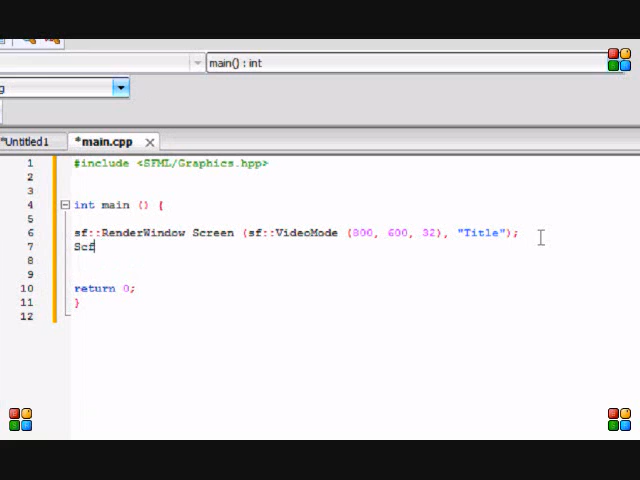 main() : int
g
*Untitled1
*main.cpp
1 #include <SFML/Graphics.hpp>
2
3
4 int main () {
5
6 sf::RenderWindow Screen (sf::VideoMode (800, 600, 32), "Title");
7 Scf
8
9
10 return 0;
11 }
12